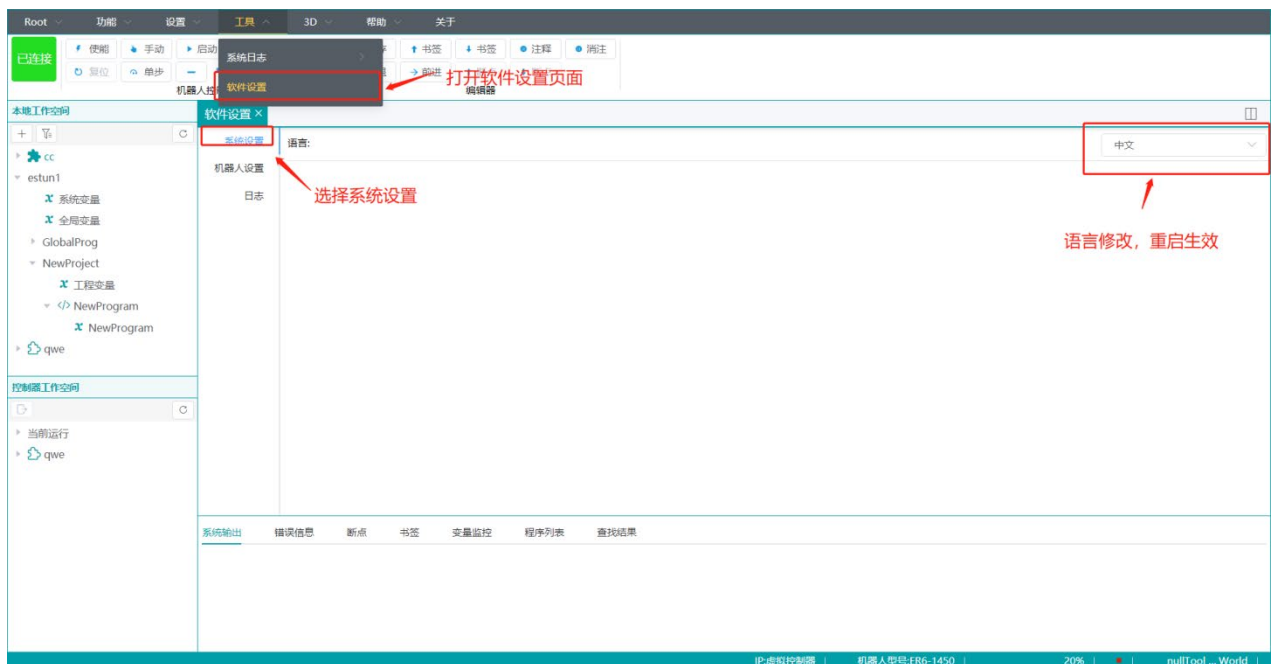 Root 功能 设置 工具 3D 帮助 关于
已连接 使能 手动 启动 书签 书签 注释 消注
复位 单步 前进
编辑器
系统日志
软件设置
打开软件设置页面
本地工作空间
软件设置 ×
系统设置 语言: 中文
机器人设置
日志
选择系统设置
语言修改，重启生效
cc
estun1
系统变量
全局变量
GlobalProg
NewProject
工程变量
</> NewProgram
NewProgram
qwe
控制器工作空间
当前运行
qwe
系统输出 错误信息 断点 书签 变量监控 程序列表 查找结果
IP:虚拟控制器 | 机器人型号:ER6-1450 | 20% | | nullTool ... World |